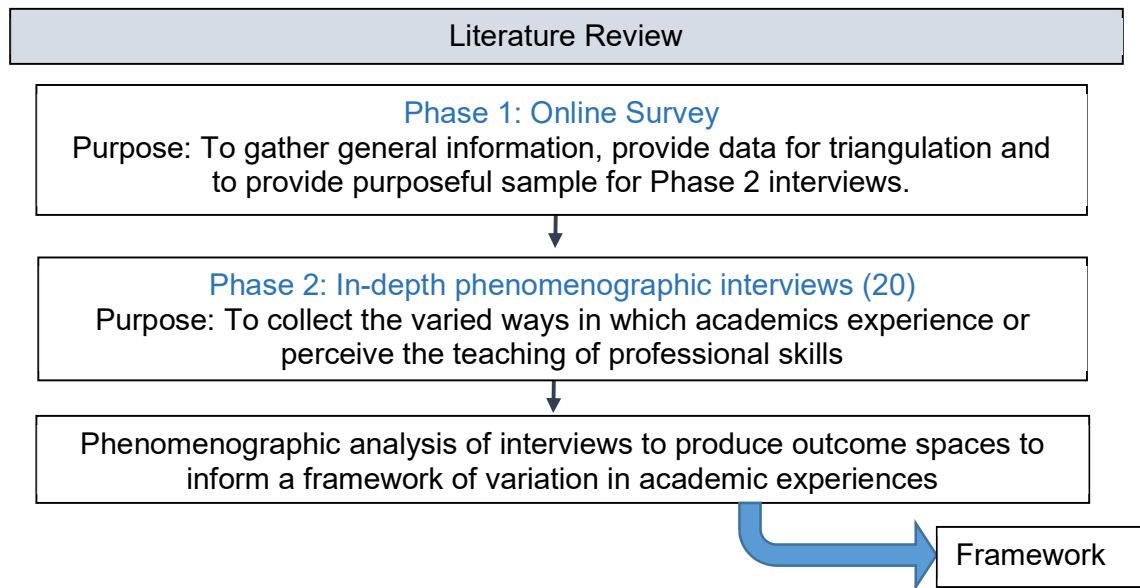 Literature Review
Phase 1: Online Survey
Purpose: To gather general information, provide data for triangulation and
to provide purposeful sample for Phase 2 interviews.
Phase 2: In-depth phenomenographic interviews (20)
Purpose: To collect the varied ways in which academics experience or
perceive the teaching of professional skills
Phenomenographic analysis of interviews to produce outcome spaces to
inform a framework of variation in academic experiences
Framework